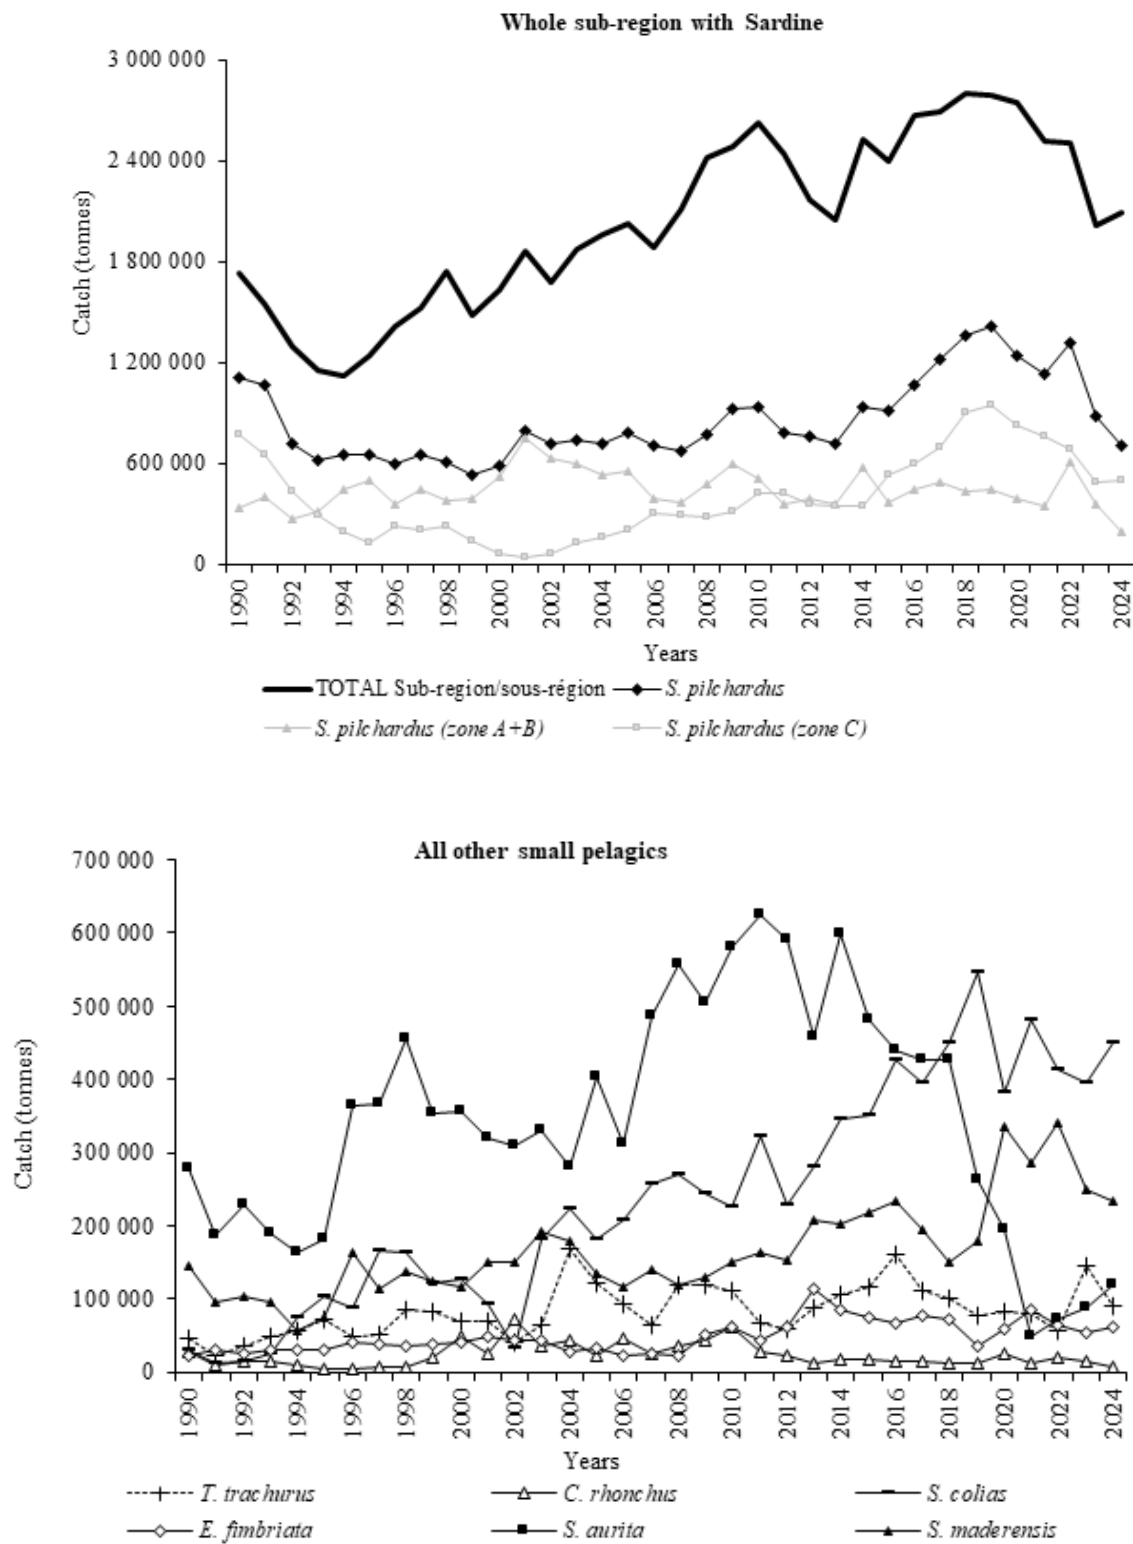 Whole sub-region with Sardine
3 000 000
2 400 000
1 800 000
1 200 000
600 000
0
Catch (tonnes)
1990 1992 1994 1996 1998 2000 2002 2004 2006 2008 2010 2012 2014 2016 2018 2020 2022 2024
Years
TOTAL Sub-region/sous-région S. pilchardus
S. pilchardus (zone A+B) S. pilchardus (zone C)
All other small pelagics
700 000
600 000
500 000
400 000
300 000
200 000
100 000
0
Catch (tonnes)
1990 1992 1994 1996 1998 2000 2002 2004 2006 2008 2010 2012 2014 2016 2018 2020 2022 2024
Years
T. trachurus C. rhonchus S. colias
E. fimbriata S. aurita S. maderensis